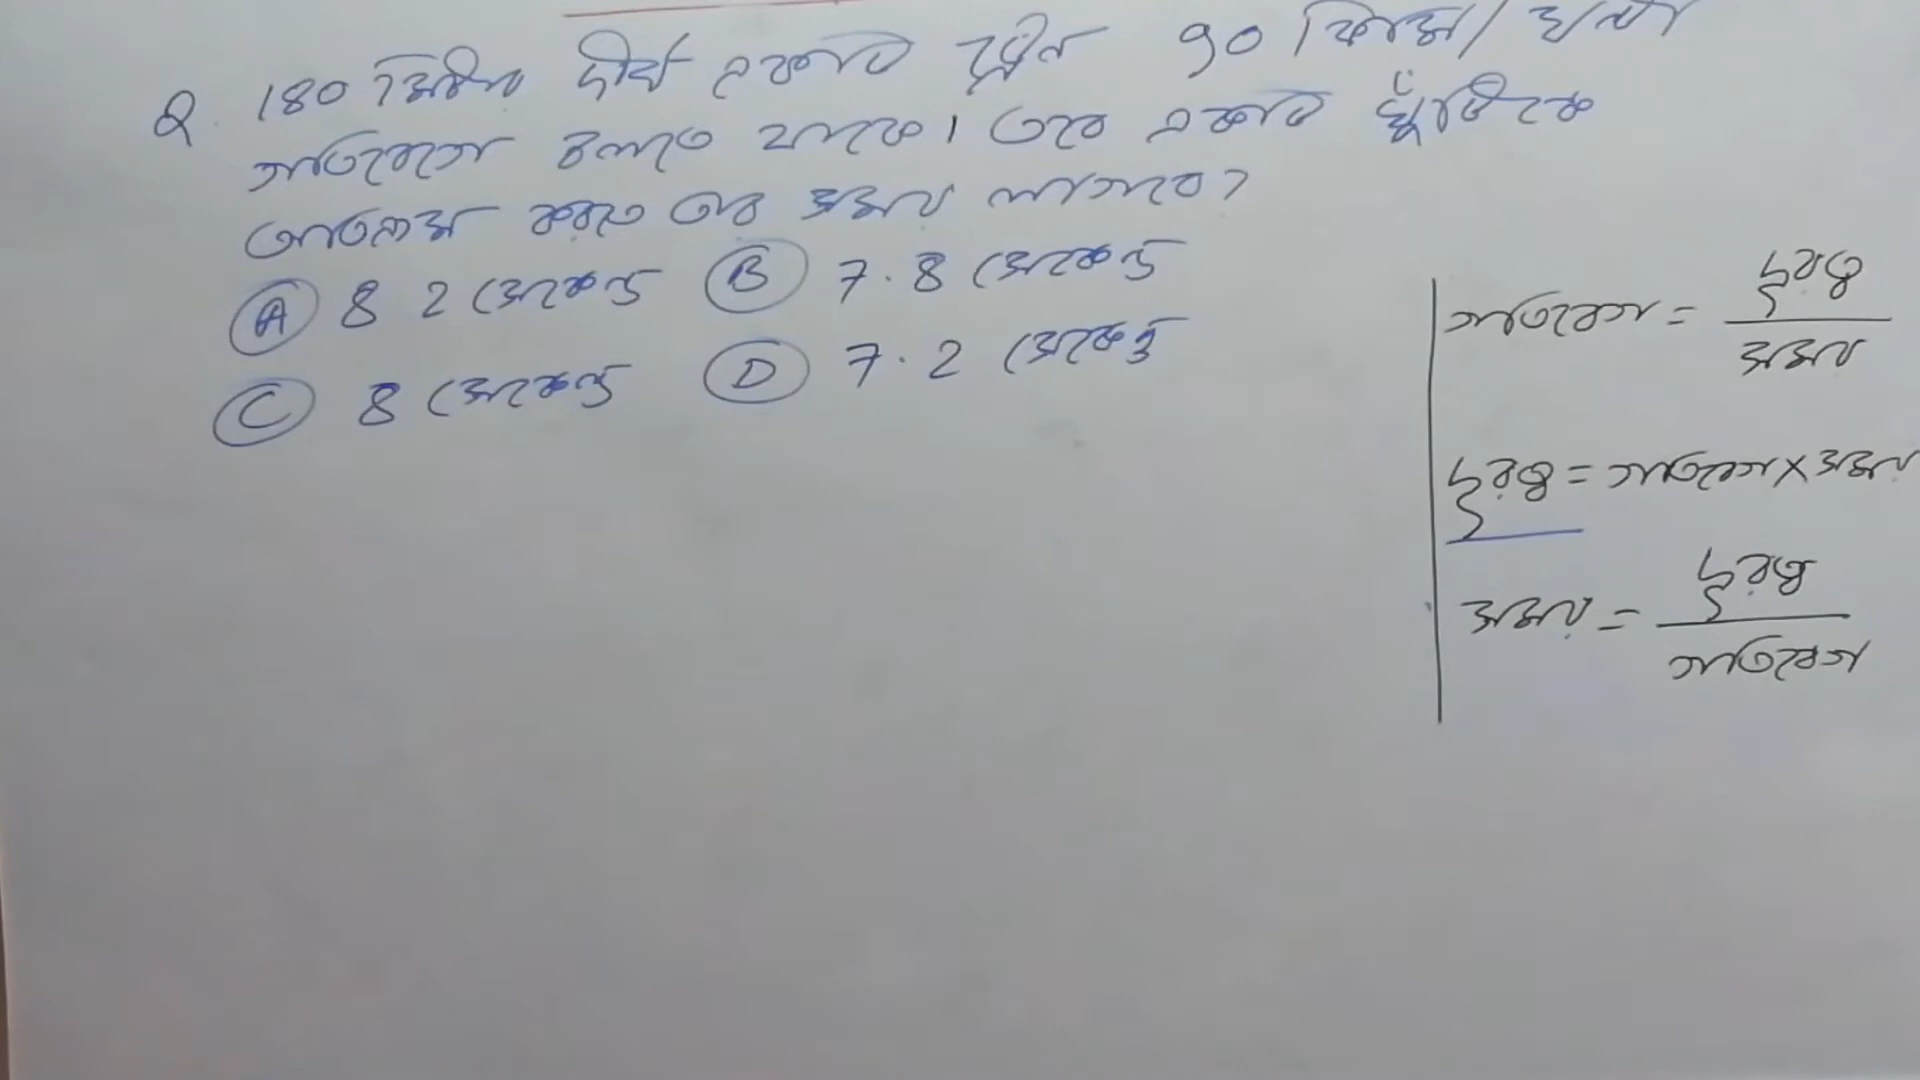 Q 180 মিটার দীর্ঘ একটি ট্রেন 90 কিমি/ ঘন্টা
গতিবেগে চলতে থাকে। তবে একটি খুঁটিকে
অতিক্রম করতে তার সময় লাগবে?
A 8 2 সেকেন্ড B 7.8 সেকেন্ড
C 8 সেকেন্ড D 7.2 সেকেন্ড
গতিবেগ = দূরত্ব
সময়
দূরত্ব = গতিবেগ × সময়
সময় = দূরত্ব
গতিবেগ